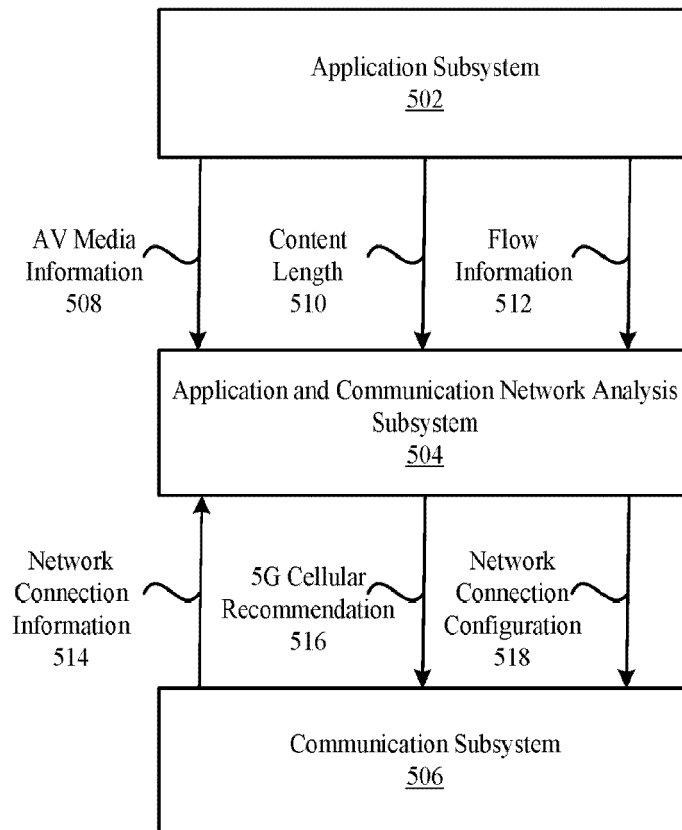 Application Subsystem
502
AV Media
Information
508
Content
Length
510
Flow
Information
512
Application and Communication Network Analysis
Subsystem
504
Network
Connection
Information
514
5G Cellular
Recommendation
516
Network
Connection
Configuration
518
Communication Subsystem
506